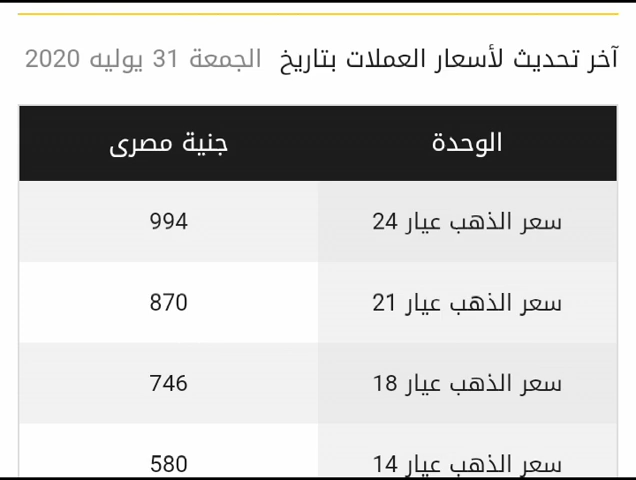 آخر تحديث لأسعار العملات بتاريخ الجمعة 31 يوليه 2020
الوحدة جنية مصرى
سعر الذهب عيار 24 994
سعر الذهب عيار 21 870
سعر الذهب عيار 18 746
سعر الذهب عيار 14 580